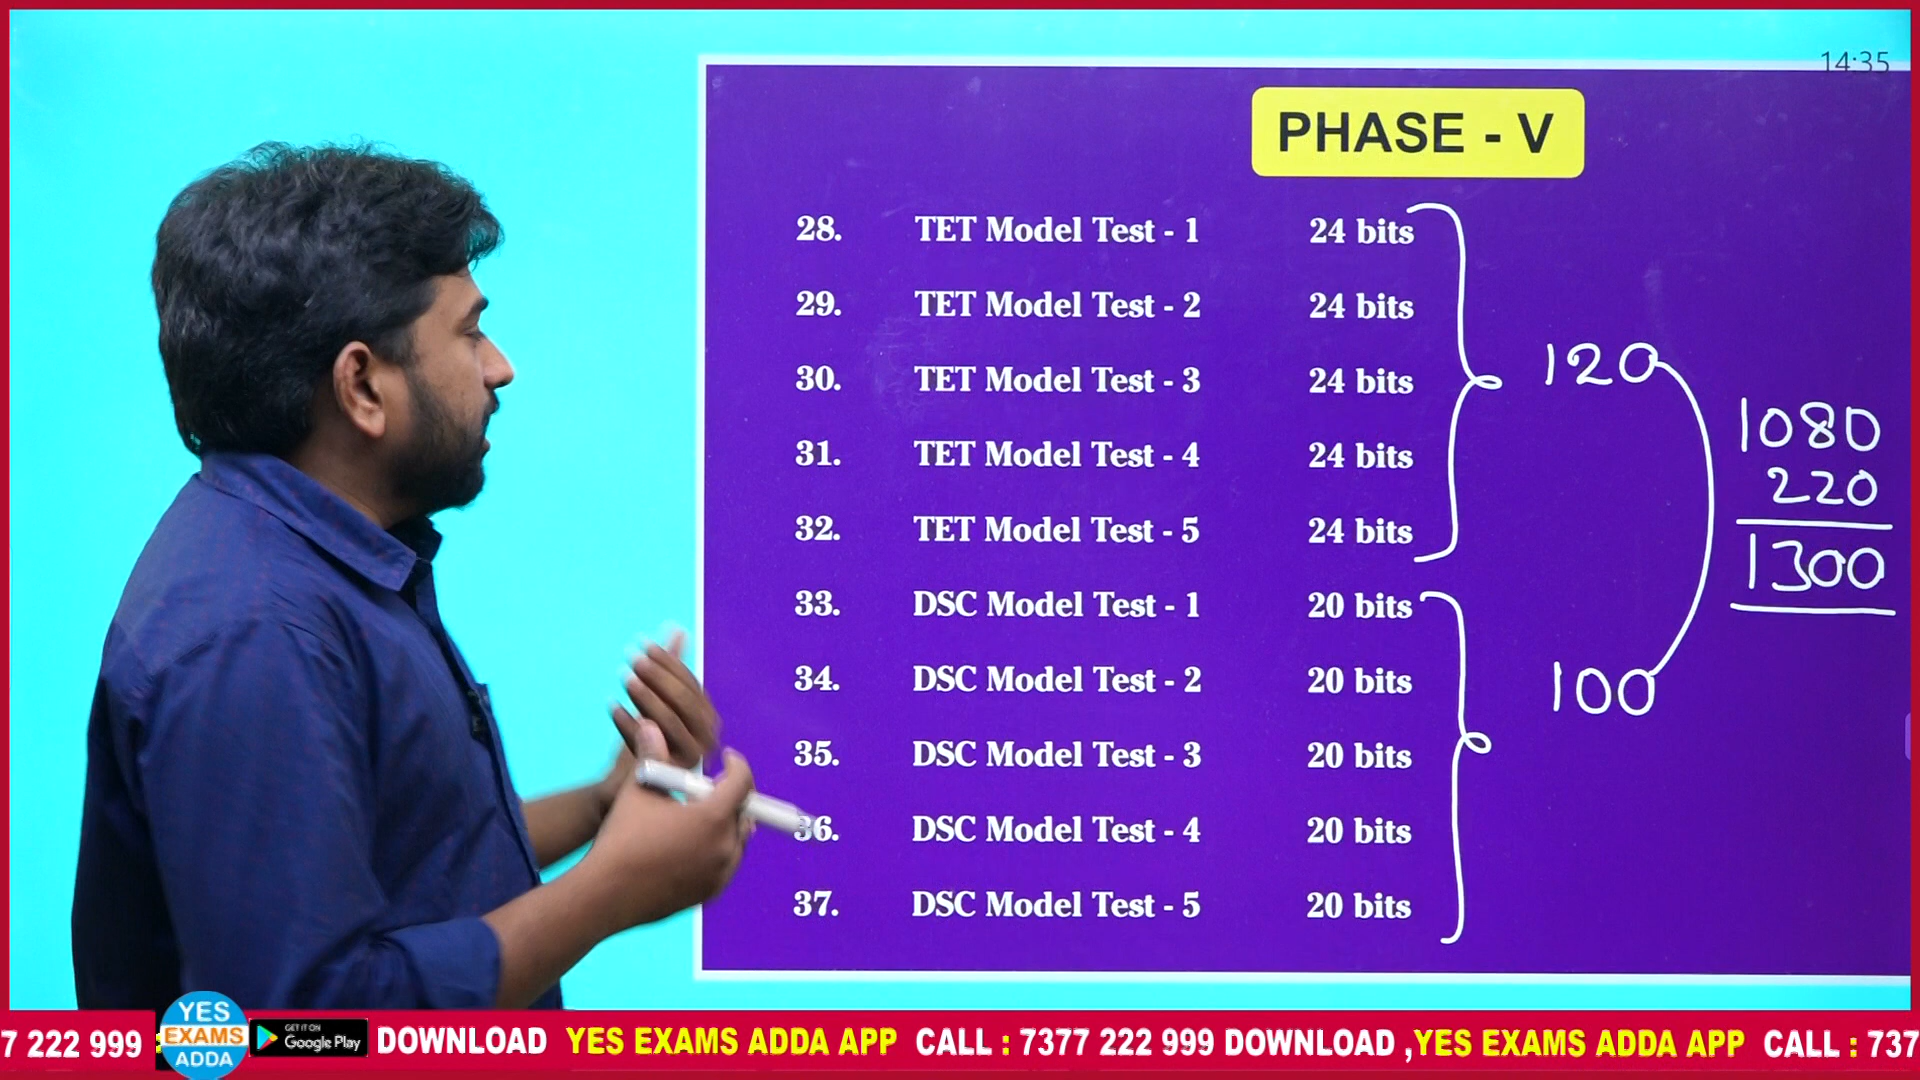 14:35
PHASE - V
28. TET Model Test - 1 24 bits
29. TET Model Test - 2 24 bits
30. TET Model Test - 3 24 bits
31. TET Model Test - 4 24 bits
32. TET Model Test - 5 24 bits
33. DSC Model Test - 1 20 bits
34. DSC Model Test - 2 20 bits
35. DSC Model Test - 3 20 bits
36. DSC Model Test - 4 20 bits
37. DSC Model Test - 5 20 bits
120
100
1080
220
1300
7 222 999
YES
EXAMS
ADDA
GET IT ON
Google Play
DOWNLOAD YES EXAMS ADDA APP CALL : 7377 222 999 DOWNLOAD ,YES EXAMS ADDA APP CALL : 737